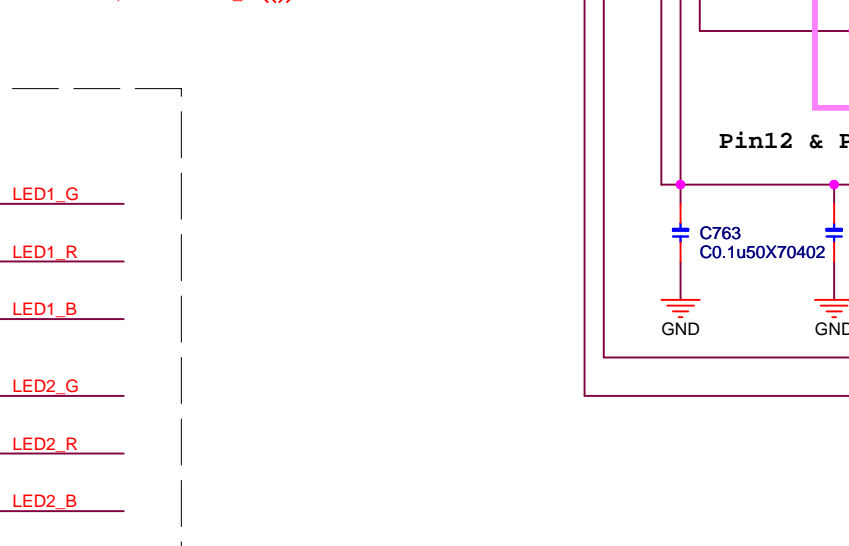 Pin12 & P
LED1_G
LED1_R
C763
C0.1u50X70402
LED1_B
GND
GND
LED2_G
LED2_R
LED2_B